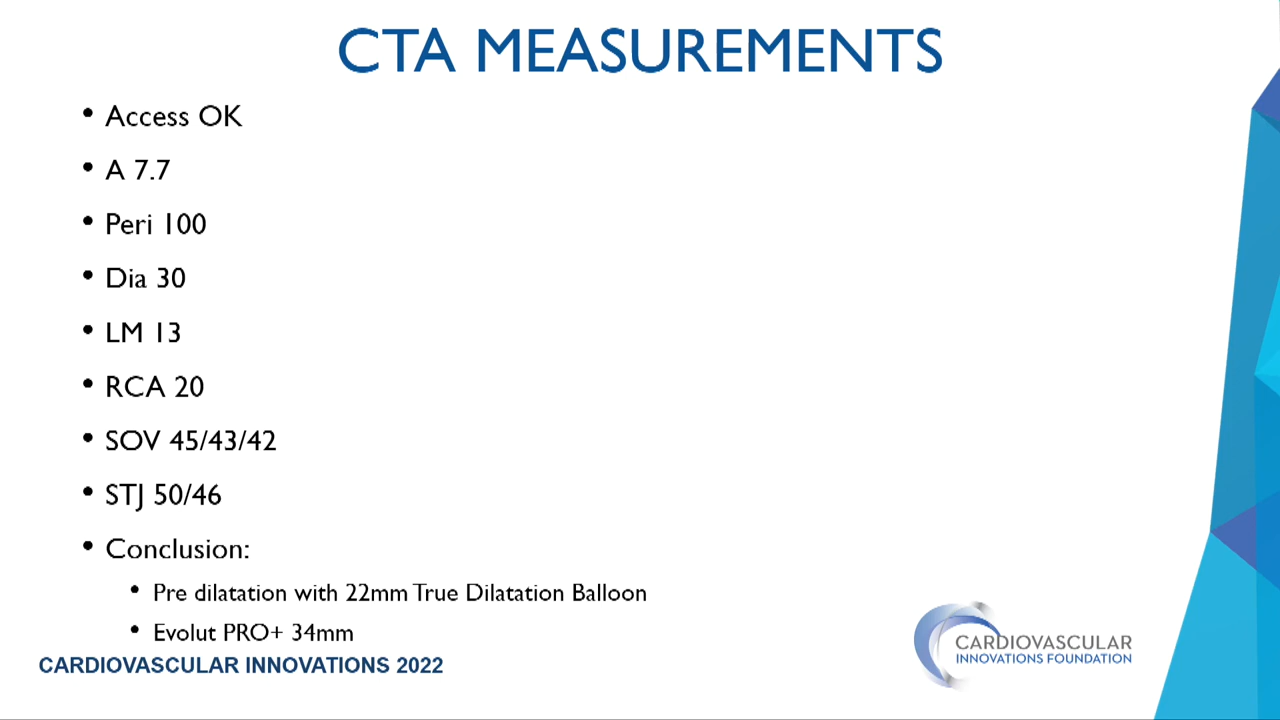 CTA MEASUREMENTS
• Access OK
• A 7.7
• Peri 100
• Dia 30
• LM 13
• RCA 20
• SOV 45/43/42
• STJ 50/46
• Conclusion:
• Pre dilatation with 22mm True Dilatation Balloon
• Evolut PRO+ 34mm
CARDIOVASCULAR INNOVATIONS 2022
CARDIOVASCULAR
INNOVATIONS FOUNDATION